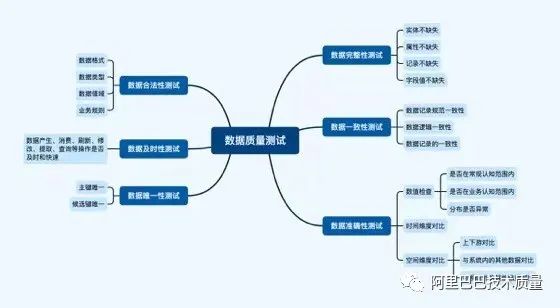 数据质量测试
数据合法性测试
数据格式
数据类型
数据值域
业务规则
数据及时性测试
数据产生、消费、刷新、修
改、提取、查询等操作是否
及时和快速
数据唯一性测试
主键唯一
候选键唯一
数据完整性测试
实体不缺失
属性不缺失
记录不缺失
字段值不缺失
数据一致性测试
数据记录规范一致性
数据逻辑一致性
数据记录的一致性
数据准确性测试
数值检查
是否在常规认知范围内
是否在业务认知范围内
分布是否异常
时间维度对比
空间维度对比
上下游对比
与系统内的其他数据对比
阿里巴巴技术质量